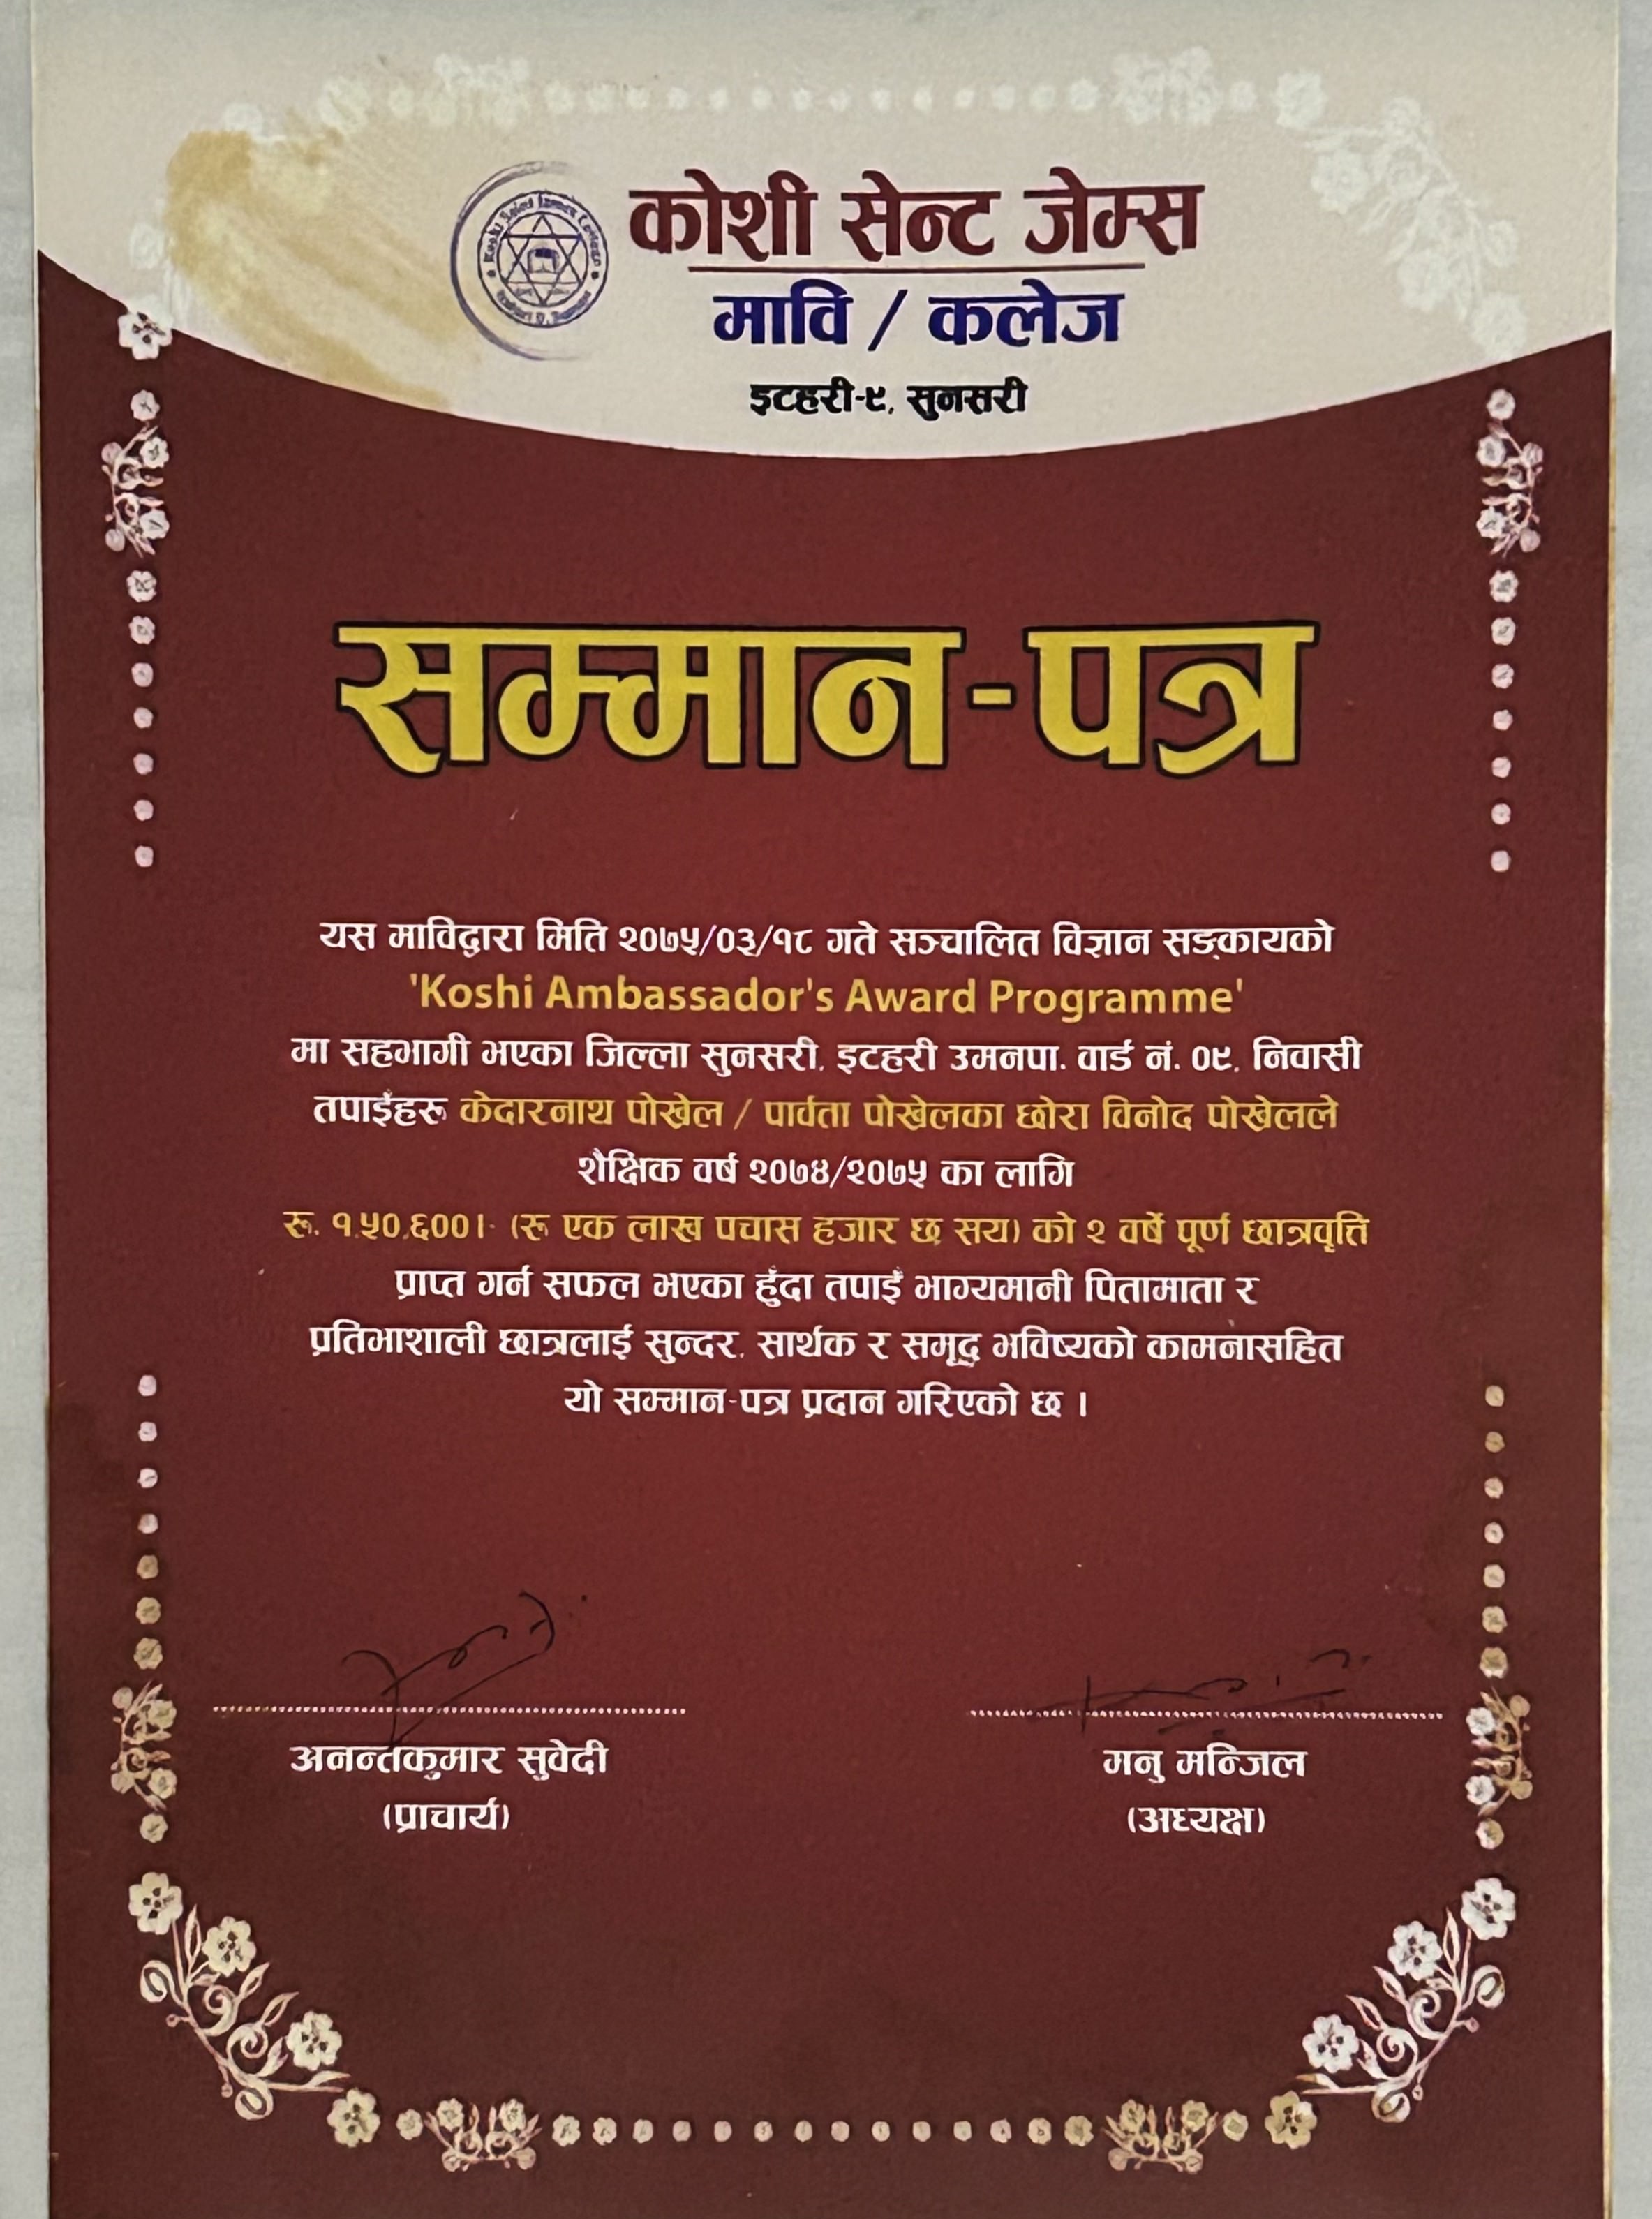 कोशी सेन्ट जेम्स
मावि / कलेज
इटहरी-९, सुनसरी
सम्मान-पत्र
यस माविद्वारा मिति २०७५/०३/१८ गते सञ्चालित विज्ञान सङ्कायको
'Koshi Ambassador's Award Programme'
मा सहभागी भएका जिल्ला सुनसरी, इटहरी उमनपा. वार्ड नं. ०९, निवासी
तपाईंहरू केदारनाथ पोखेल / पार्वता पोखेलका छोरा विनोद पोखेलले
शैक्षिक वर्ष २०७४/२०७५ का लागि
रू. १,५०,६००।- (रू एक लाख पचास हजार छ सय) को २ वर्षे पूर्ण छात्रवृत्ति
प्राप्त गर्न सफल भएका हुँदा तपाईं भाग्यमानी पितामाता र
प्रतिभाशाली छात्रलाई सुन्दर, सार्थक र समृद्ध भविष्यको कामनासहित
यो सम्मान-पत्र प्रदान गरिएको छ ।
अनन्तकुमार सुवेदी
(प्राचार्य)
मनु मन्जिल
(अध्यक्ष)